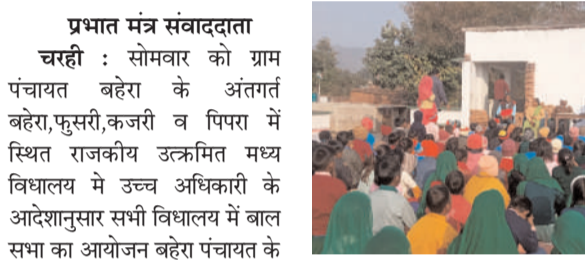 प्रभात मंत्र संवाददाता
चरही : सोमवार को ग्राम
पंचायत बहेरा के अंतगर्त
बहेरा,फुसरी,कजरी व पिपरा में
स्थित राजकीय उत्क्रमित मध्य
विधालय मे उच्च अधिकारी के
आदेशानुसार सभी विधालय में बाल
सभा का आयोजन बहेरा पंचायत के